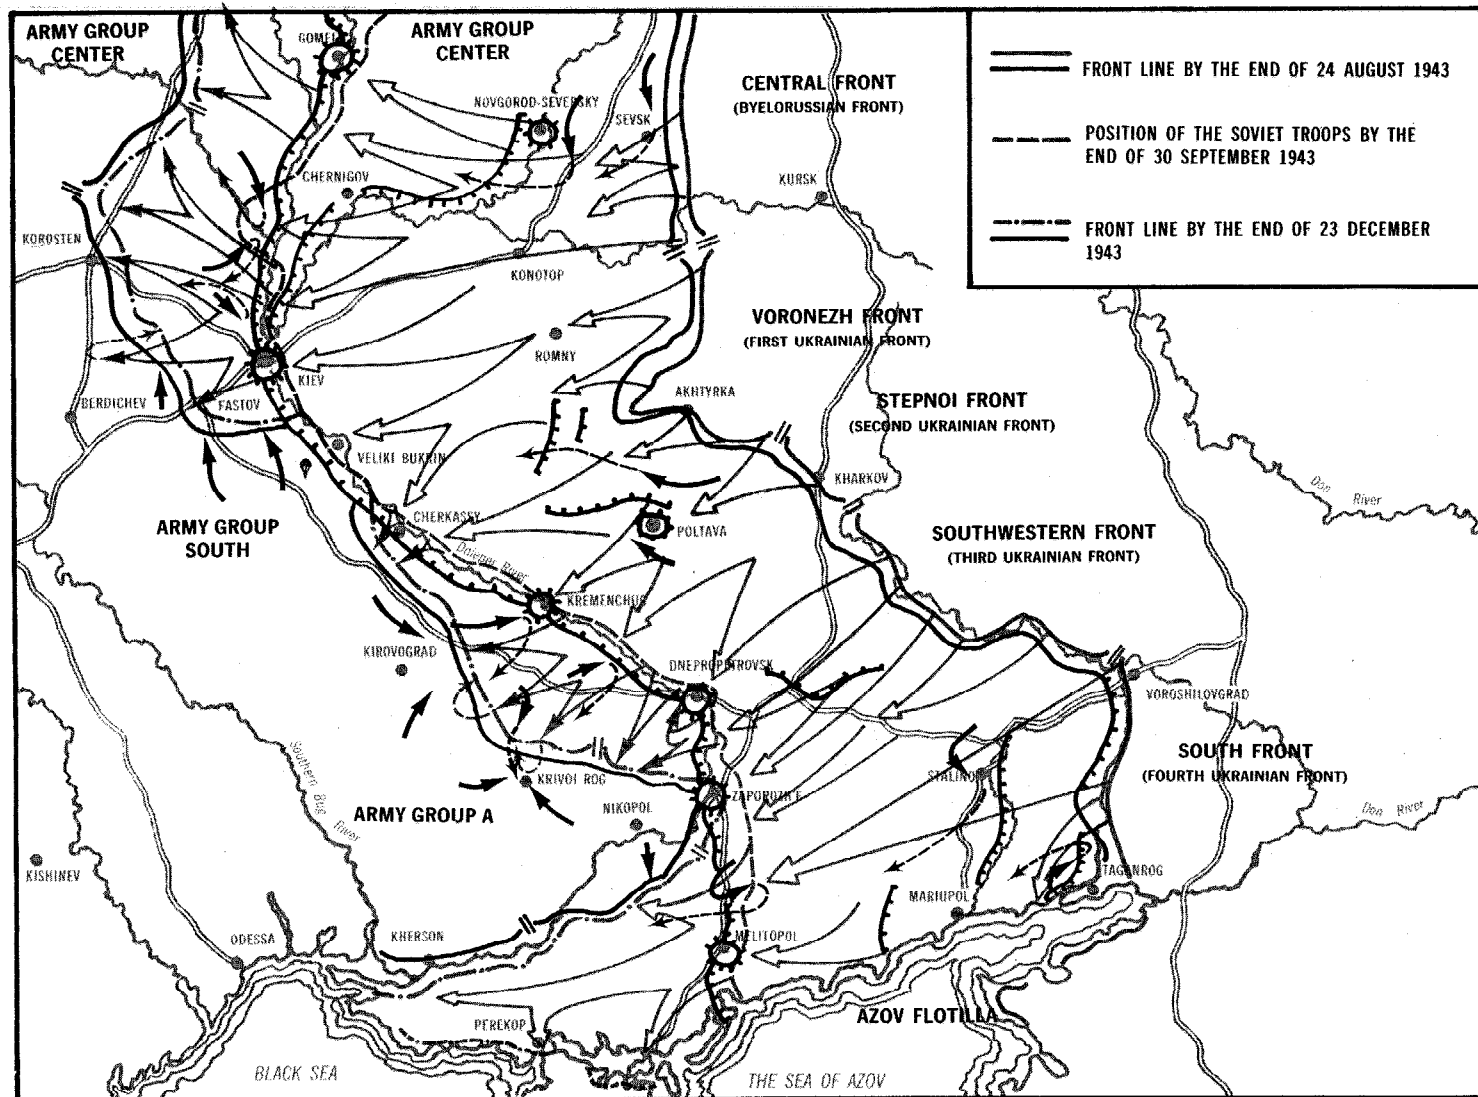 ARMY GROUP
CENTER
GOMEL
ARMY GROUP
CENTER
FRONT LINE BY THE END OF 24 AUGUST 1943
POSITION OF THE SOVIET TROOPS BY THE
END OF 30 SEPTEMBER 1943
FRONT LINE BY THE END OF 23 DECEMBER
1943
CENTRAL FRONT
(BYELORUSSIAN FRONT)
NOVGOROD-SEVERSKY
SEVSK
CHERNIGOV
KURSK
KOROSTEN
KONOTOP
VORONEZH FRONT
(FIRST UKRAINIAN FRONT)
ROMNY
KIEV
AKHTYRKA
BERDICHEV
FASTOV
STEPNOI FRONT
(SECOND UKRAINIAN FRONT)
VELIKI BUKRIN
KHARKOV
Don River
CHERKASSY
POLTAVA
ARMY GROUP
SOUTH
SOUTHWESTERN FRONT
(THIRD UKRAINIAN FRONT)
Dnieper River
KREMENCHUG
KIROVOGRAD
DNEPROPETROVSK
VOROSHILOVGRAD
SOUTH FRONT
(FOURTH UKRAINIAN FRONT)
Southern Bug River
KRIVOI ROG
STALINO
ZAPOROZH'E
NIKOPOL
ARMY GROUP A
Don River
KISHINEV
TAGANROG
MARIUPOL
ODESSA
KHERSON
MELITOPOL
PEREKOP
AZOV FLOTILLA
BLACK SEA
THE SEA OF AZOV